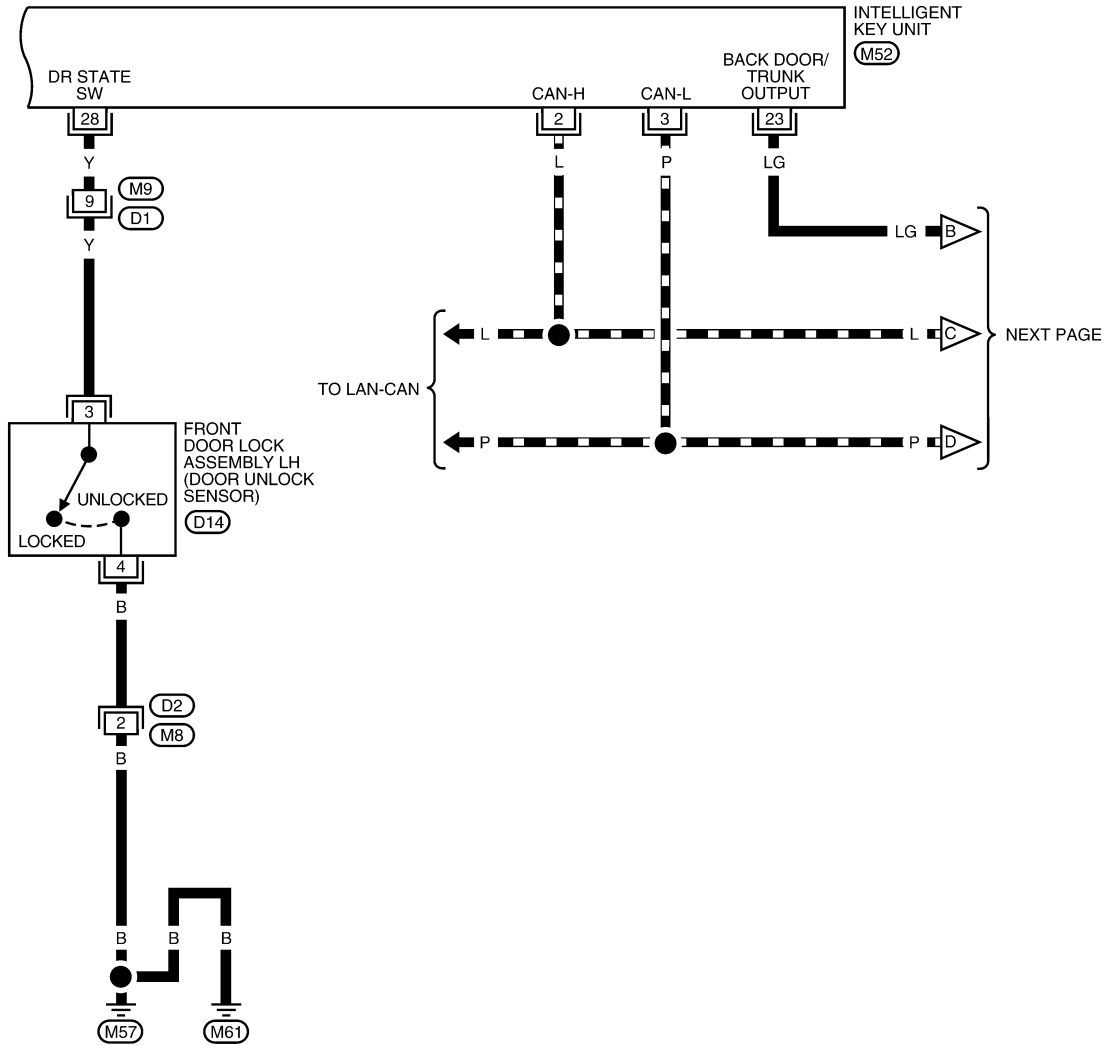 INTELLIGENT
KEY UNIT
M52
DR STATE
SW
CAN-H
CAN-L
BACK DOOR/
TRUNK
OUTPUT
28
2
3
23
Y
L
P
LG
9
M9
D1
Y
LG
B
L
L
C
NEXT PAGE
TO LAN-CAN
P
P
D
3
FRONT
DOOR LOCK
ASSEMBLY LH
(DOOR UNLOCK
SENSOR)
D14
UNLOCKED
LOCKED
4
B
2
D2
M8
B
B
B
B
M57
M61